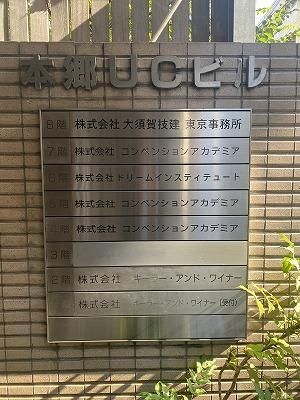 本郷UCビル
8階 株式会社 大須賀技建 東京事務所
7階 株式会社 コンベンションアカデミア
6階 株式会社ドリームインスティテュート
5階 株式会社 コンベンションアカデミア
4階 株式会社 コンベンションアカデミア
3階
2階 株式会社 キーラー・アンド・ワイナー
株式会社 キーラー・アンド・ワイナー(受付)